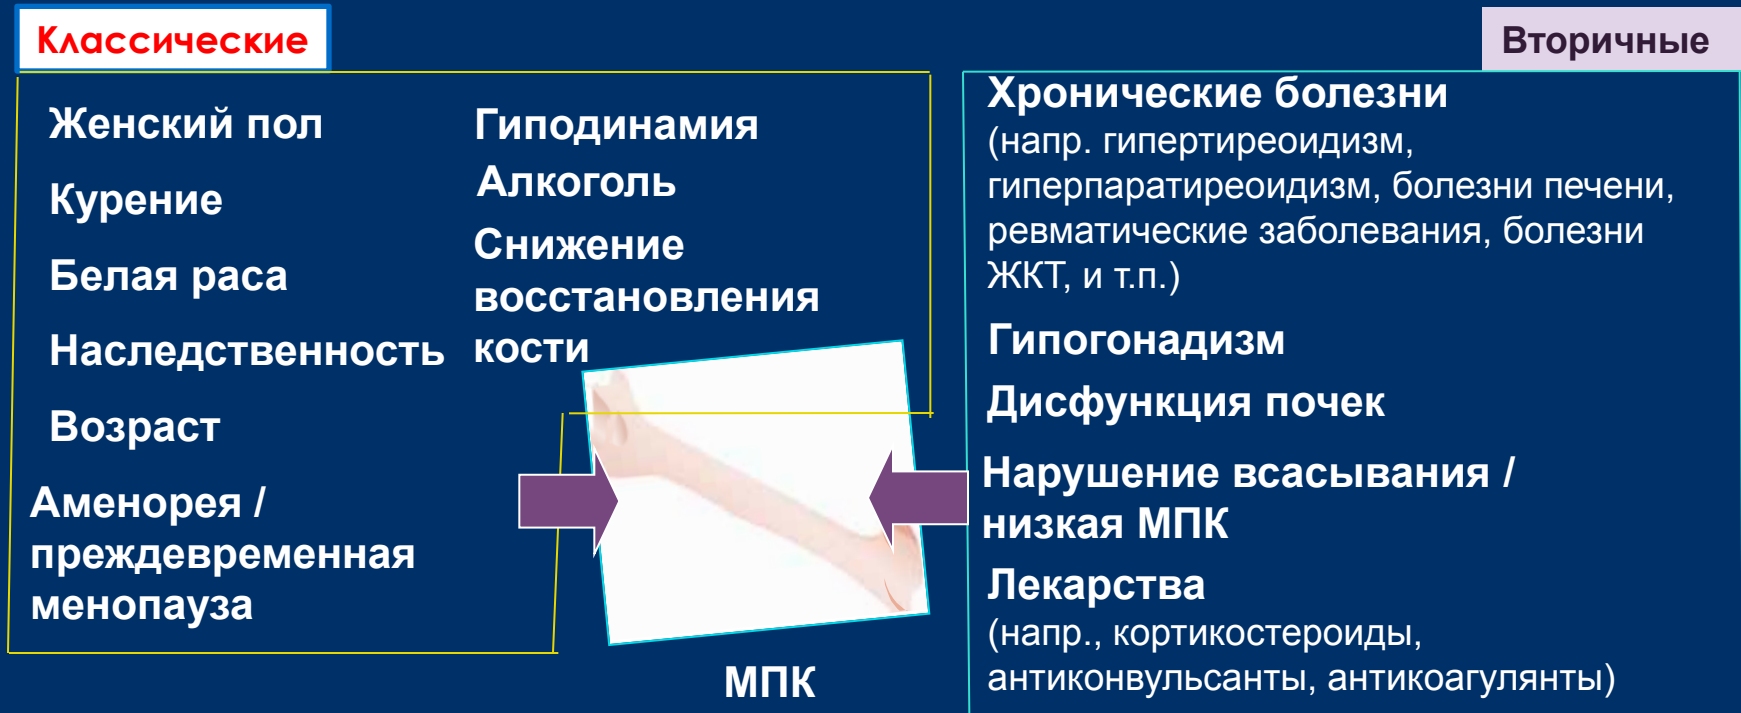 Классические
Женский пол
Курение
Белая раса
Наследственность
Возраст
Аменорея /
преждевременная
менопауза
Гиподинамия
Алкоголь
Снижение
восстановления
кости
МПК
Вторичные
Хронические болезни
(напр. гипертиреоидизм,
гиперпаратиреоидизм, болезни печени,
ревматические заболевания, болезни
ЖКТ, и т.п.)
Гипогонадизм
Дисфункция почек
Нарушение всасывания /
низкая МПК
Лекарства
(напр., кортикостероиды,
антиконвульсанты, антикоагулянты)